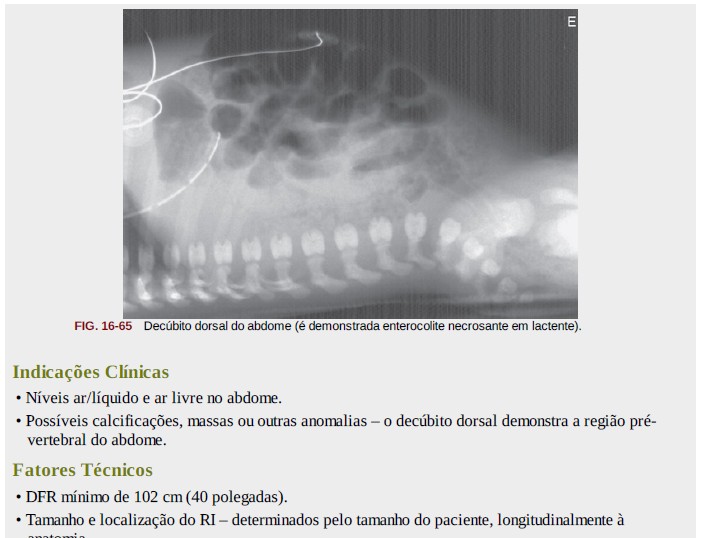 E
FIG. 16-65 Decúbito dorsal do abdome (é demonstrada enterocolite necrosante em lactente).
Indicações Clínicas
• Níveis ar/líquido e ar livre no abdome.
• Possíveis calcificações, massas ou outras anomalias – o decúbito dorsal demonstra a região pré-
vertebral do abdome.
Fatores Técnicos
• DFR mínimo de 102 cm (40 polegadas).
• Tamanho e localização do RI – determinados pelo tamanho do paciente, longitudinalmente à